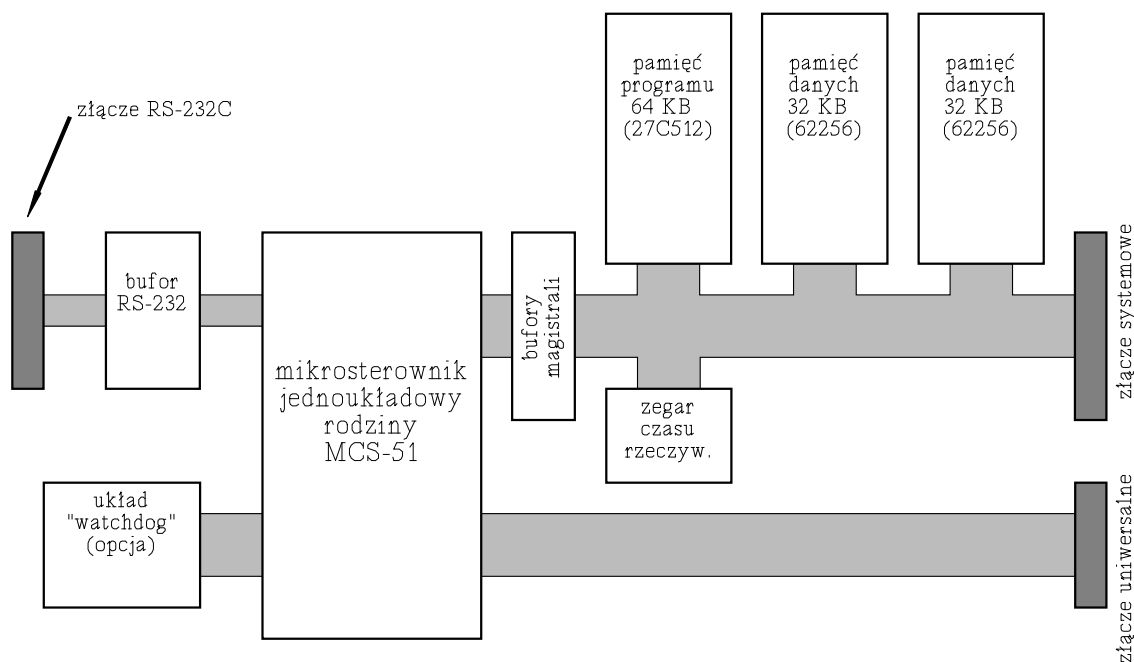 pamięć
programu
64 KB
(27C512)
pamięć
danych
32 KB
(62256)
pamięć
danych
32 KB
(62256)
złącze RS-232C
bufor
RS-232
mikrosterownik
jednoukładowy
rodziny
MCS-51
bufory
magistrali
zegar
czasu
rzeczyw.
złącze systemowe
układ
"watchdog"
(opcja)
złącze uniwersalne